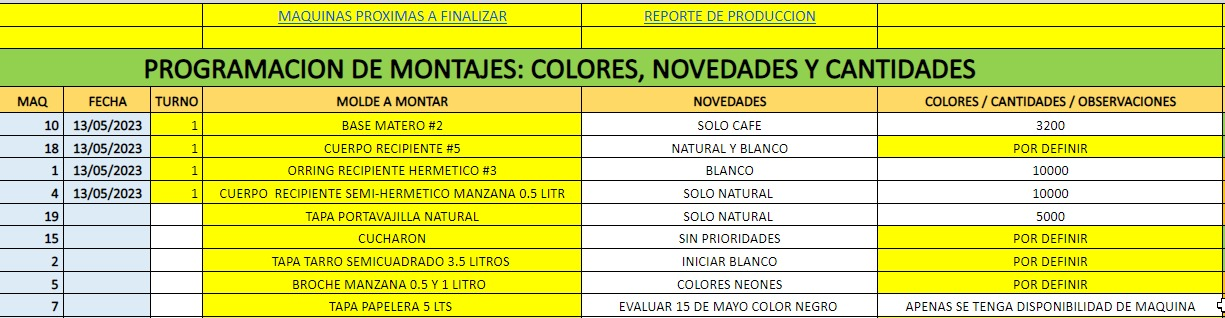 MAQUINAS PROXIMAS A FINALIZAR REPORTE DE PRODUCCION
PROGRAMACION DE MONTAJES: COLORES, NOVEDADES Y CANTIDADES
MAQ FECHA TURNO MOLDE A MONTAR NOVEDADES COLORES / CANTIDADES / OBSERVACIONES
10 13/05/2023 1 BASE MATERO #2 SOLO CAFE 3200
18 13/05/2023 1 CUERPO RECIPIENTE #5 NATURAL Y BLANCO POR DEFINIR
1 13/05/2023 1 ORRING RECIPIENTE HERMETICO #3 BLANCO 10000
4 13/05/2023 1 CUERPO RECIPIENTE SEMI-HERMETICO MANZANA 0.5 LITR SOLO NATURAL 10000
19 TAPA PORTAVAJILLA NATURAL SOLO NATURAL 5000
15 CUCHARON SIN PRIORIDADES POR DEFINIR
2 TAPA TARRO SEMICUADRADO 3.5 LITROS INICIAR BLANCO POR DEFINIR
5 BROCHE MANZANA 0.5 Y 1 LITRO COLORES NEONES POR DEFINIR
7 TAPA PAPELERA 5 LTS EVALUAR 15 DE MAYO COLOR NEGRO APENAS SE TENGA DISPONIBILIDAD DE MAQUINA